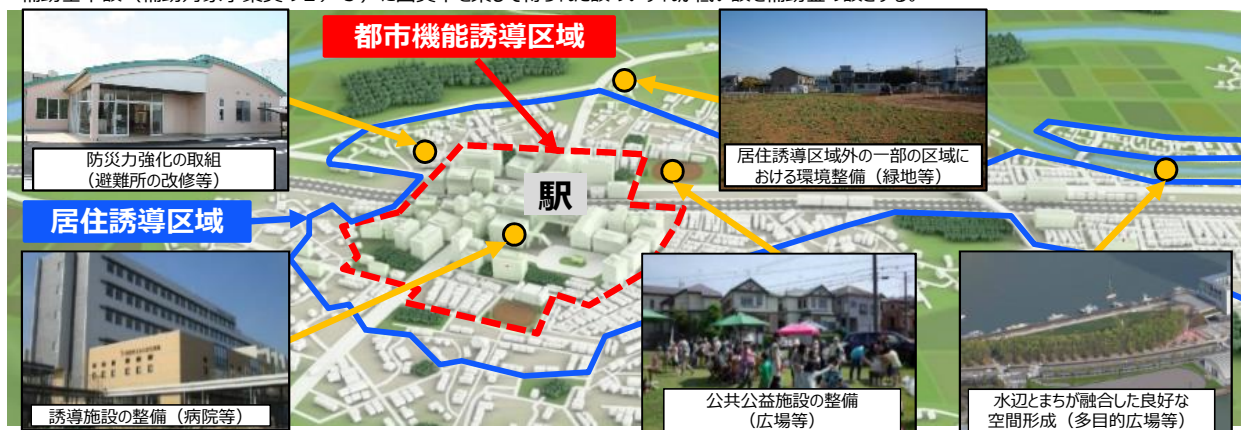 都市機能誘導区域
防災力強化の取組
（避難所の改修等）
居住誘導区域外の一部の区域に
おける環境整備（緑地等）
駅
居住誘導区域
誘導施設の整備（病院等）
公共公益施設の整備
（広場等）
水辺とまちが融合した良好な
空間形成（多目的広場等）